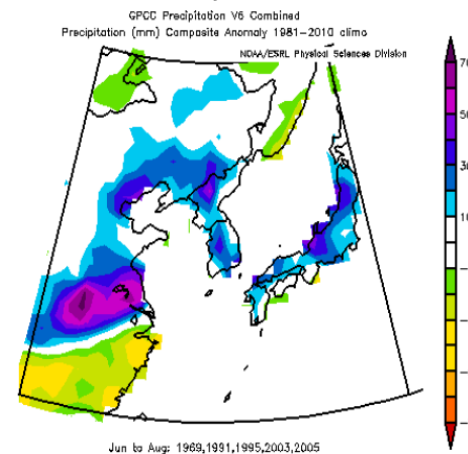 GPCC Precipitation V6 Combined
Precipitation (mm) Composite Anomaly 1981-2010 climo
NOAA/ESRL Physical Sciences Division
70
50
30
10
Jun to Aug: 1969,1991,1995,2003,2005